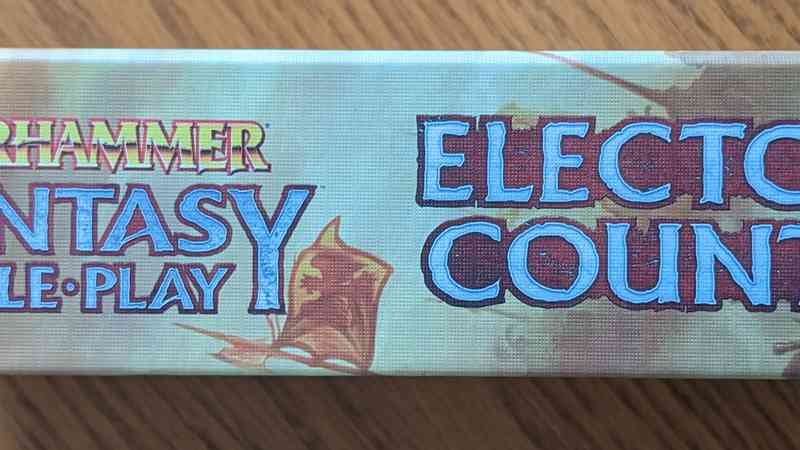 RHAMMER
NTASY
LE•PLAY
ELECTO
COUNT